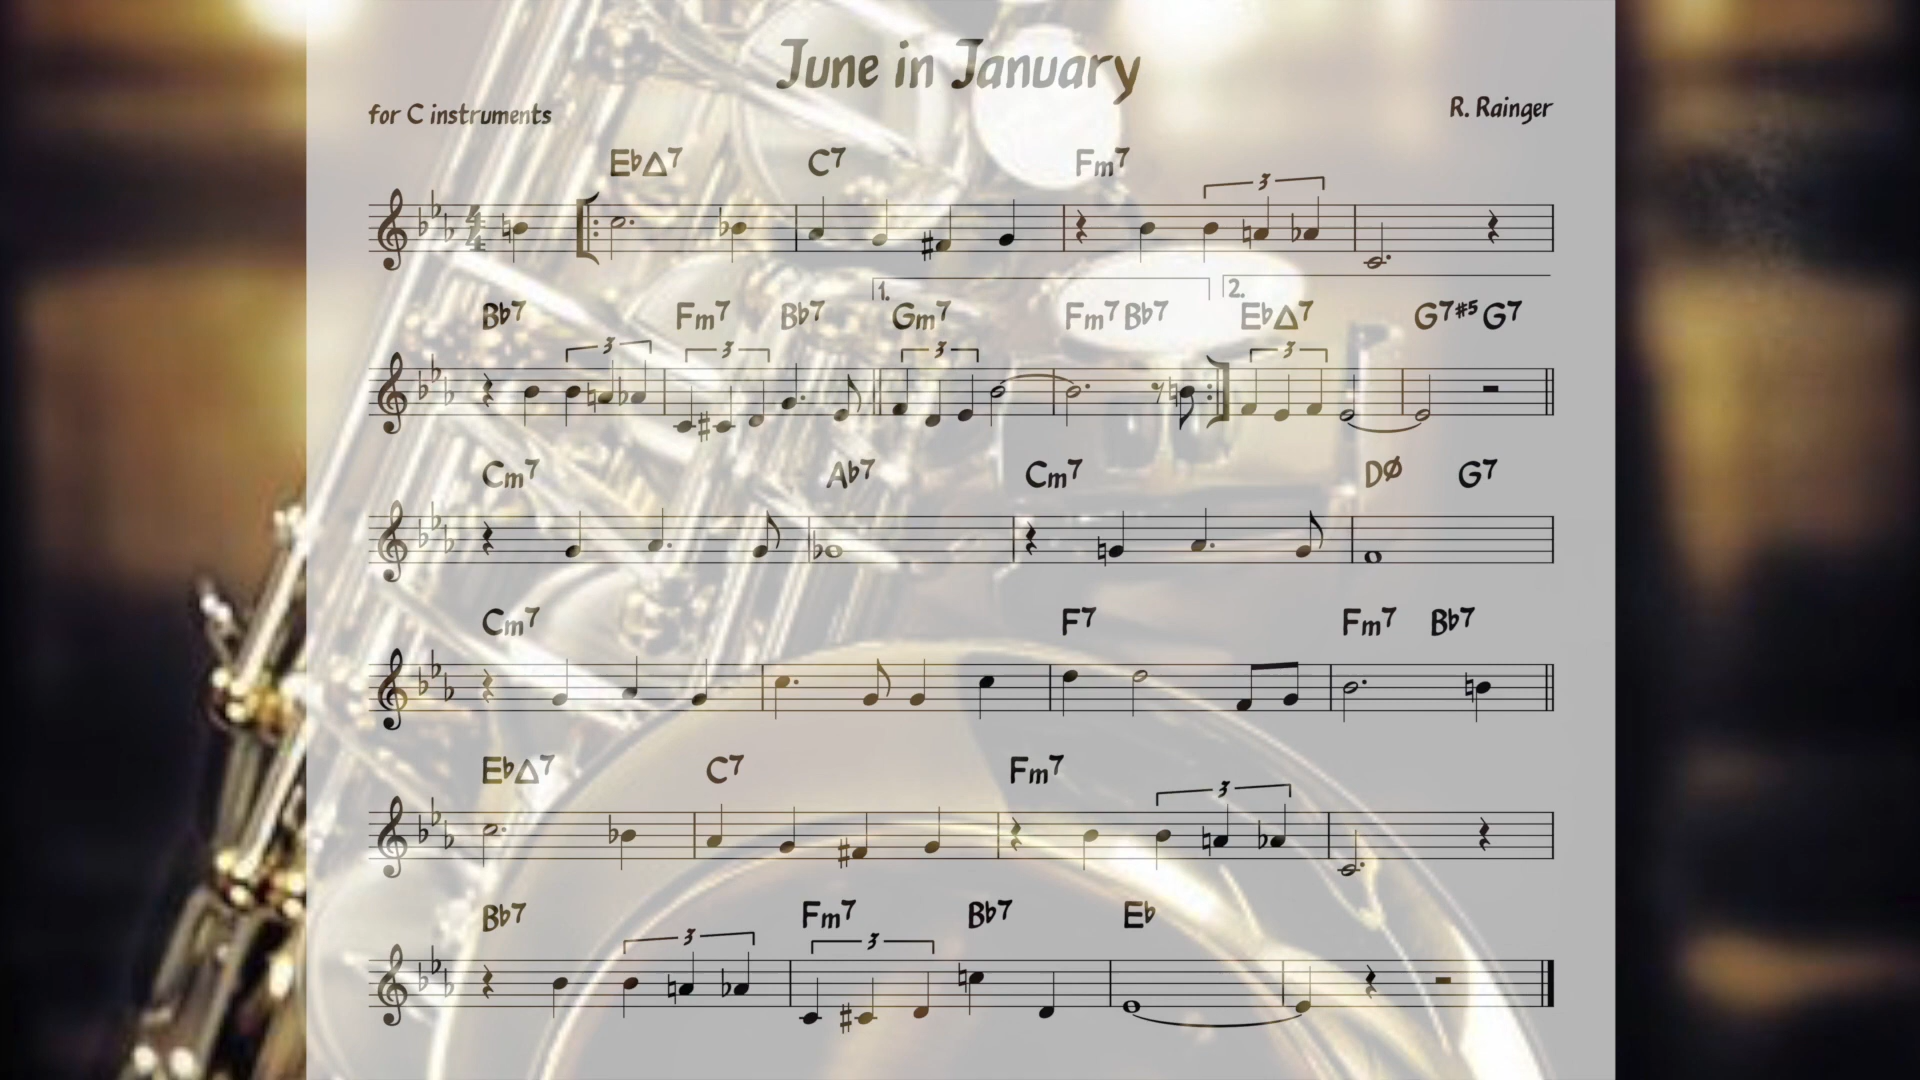 June in January
for C instruments
R. Rainger
E♭△7 C7 Fm7
3
1. 2.
B♭7 Fm7 B♭7 Gm7 Fm7 B♭7 E♭△7 G7#5 G7
3 3 3 3
Cm7 A♭7 Cm7 DØ G7
Cm7 F7 Fm7 B♭7
E♭△7 C7 Fm7
3
B♭7 Fm7 B♭7 E♭
3 3